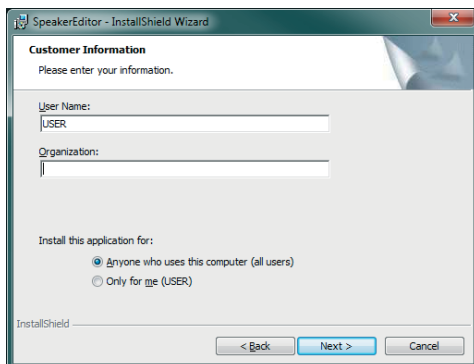 SpeakerEditor - InstallShield Wizard
Customer Information
Please enter your information.
User Name:
USER
Organization:
Install this application for:
Anyone who uses this computer (all users)
Only for me (USER)
InstallShield
< Back
Next >
Cancel